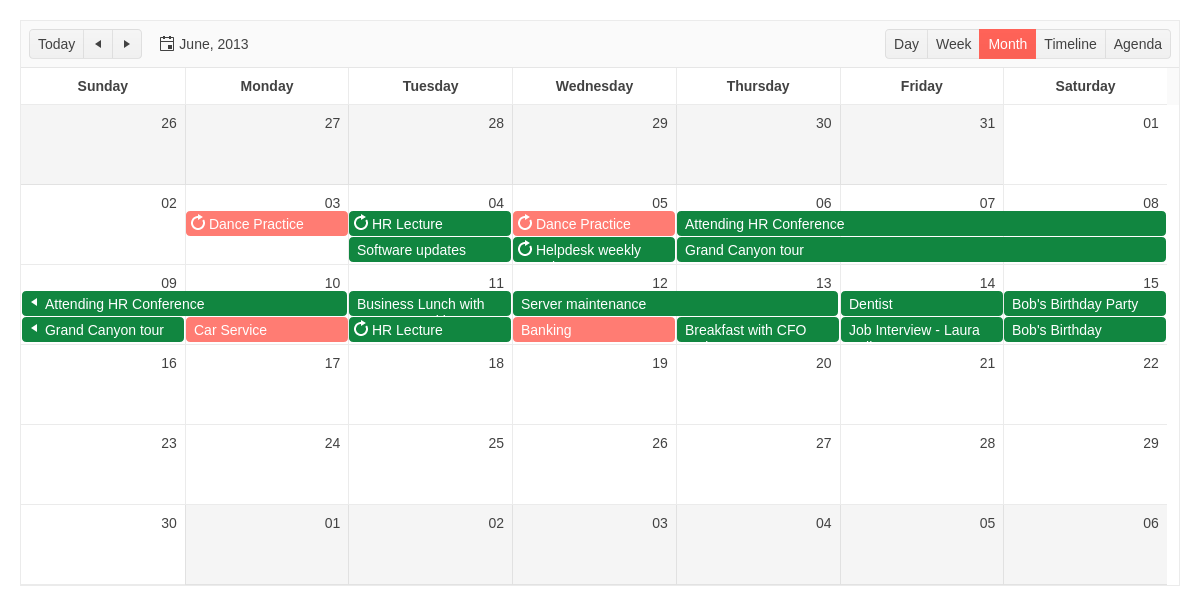 Today June, 2013 Day Week Month Timeline Agenda
Sunday Monday Tuesday Wednesday Thursday Friday Saturday
26 27 28 29 30 31 01
02 03 04 05 06 07 08
Dance Practice HR Lecture Dance Practice Attending HR Conference
Software updates Helpdesk weekly Grand Canyon tour
09 10 11 12 13 14 15
Attending HR Conference Business Lunch with Server maintenance Dentist Bob's Birthday Party
Grand Canyon tour Car Service HR Lecture Banking Breakfast with CFO Job Interview - Laura Bob's Birthday
16 17 18 19 20 21 22
23 24 25 26 27 28 29
30 01 02 03 04 05 06